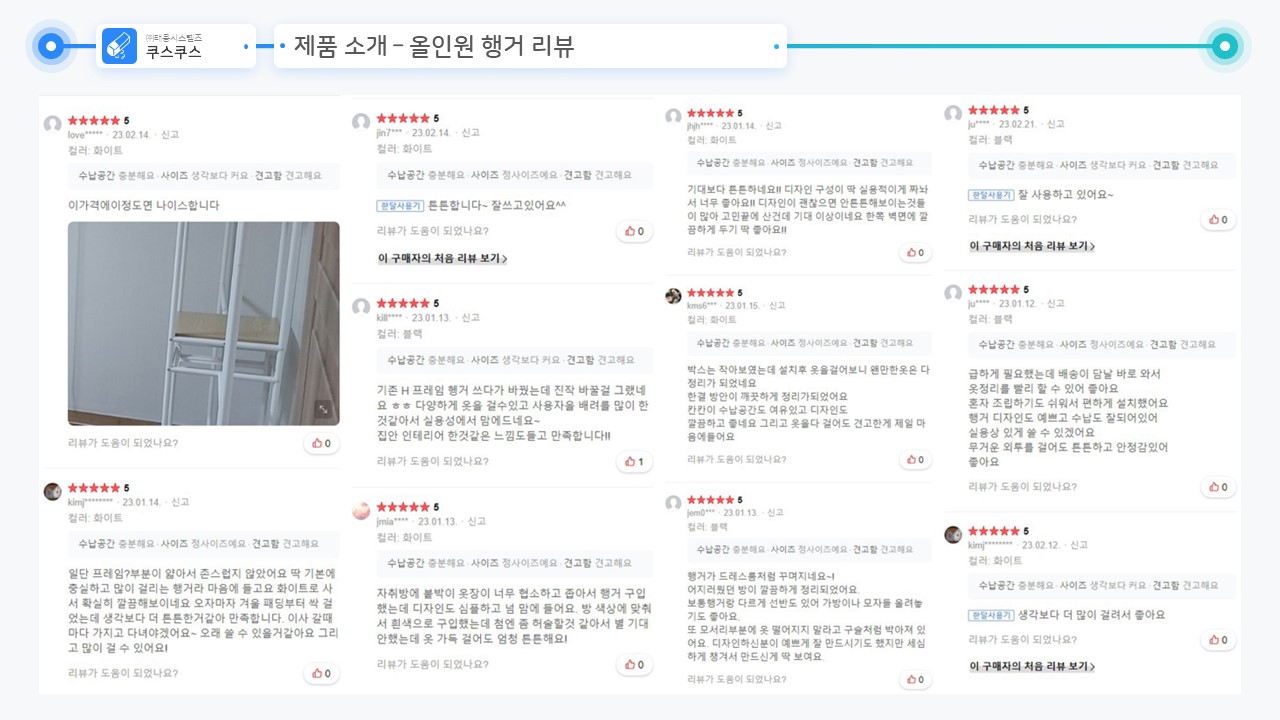 ㈜태웅시스템즈
쿠스쿠스
제품 소개 – 올인원 행거 리뷰
★★★★★ 5
love***** · 23.02.14. · 신고
컬러: 화이트
수납공간 충분해요 · 사이즈 생각보다 커요 · 견고함 견고해요
이가격에이정도면 나이스합니다
리뷰가 도움이 되었나요?
0
★★★★★ 5
kimj******** · 23.01.14. · 신고
컬러: 화이트
수납공간 충분해요 · 사이즈 정사이즈예요 · 견고함 견고해요
일단 프레임?부분이 얇아서 촌스럽지 않았어요 딱 기본에
충실하고 많이 걸리는 행거라 마음에 들고요 화이트로 사
서 확실히 깔끔해보이네요 오자마자 겨울 패딩부터 싹 걸
었는데 생각보다 더 튼튼한거같아 만족합니다. 이사 갈때
마다 가지고 다녀야겠어요~ 오래 쓸 수 있을거같아요 그리
고 많이 걸 수 있어요!
리뷰가 도움이 되었나요?
0
★★★★★ 5
jin7*** · 23.02.14. · 신고
컬러: 화이트
수납공간 충분해요 · 사이즈 정사이즈예요 · 견고함 견고해요
한달사용기 튼튼합니다~ 잘쓰고있어요^^
리뷰가 도움이 되었나요?
0
이 구매자의 처음 리뷰 보기 >
★★★★★ 5
kill**** · 23.01.13. · 신고
컬러: 블랙
수납공간 충분해요 · 사이즈 생각보다 커요 · 견고함 견고해요
기존 H 프레임 헹거 쓰다가 바꿨는데 진작 바꿀걸 그랬네
요 ㅎㅎ 다양하게 옷을 걸수있고 사용자을 배려를 많이 한
것같아서 실용성에서 맘에드네요~
집안 인테리어 한것같은 느낌도들고 만족합니다!!
리뷰가 도움이 되었나요?
1
★★★★★ 5
jmia**** · 23.01.13. · 신고
컬러: 화이트
수납공간 충분해요 · 사이즈 정사이즈예요 · 견고함 견고해요
자취방에 붙박이 옷장이 너무 협소하고 좁아서 행거 구입
했는데 디자인도 심플하고 넘 맘에 들어요. 방 색상에 맞춰
서 흰색으로 구입했는데 첨엔 좀 허술할것 같아서 별 기대
안했는데 옷 가득 걸어도 엄청 튼튼해요!
리뷰가 도움이 되었나요?
0
★★★★★ 5
jhjh**** · 23.01.14. · 신고
컬러: 화이트
수납공간 충분해요 · 사이즈 정사이즈예요 · 견고함 견고해요
기대보다 튼튼하네요!! 디자인 구성이 딱 실용적이게 짜놔
서 너무 좋아요!! 디자인이 괜찮으면 안튼튼해보이는것들
이 많아 고민끝에 산건데 기대 이상이네요 한쪽 벽면에 깔
끔하게 두기 딱 좋아요!!
리뷰가 도움이 되었나요?
0
★★★★★ 5
kms6*** · 23.01.15. · 신고
컬러: 화이트
수납공간 충분해요 · 사이즈 정사이즈예요 · 견고함 견고해요
박스는 작아보였는데 설치후 옷을걸어보니 왠만한옷은 다
정리가 되었네요
한결 방안이 깨끗하게 정리가되었어요
칸칸이 수납공간도 여유있고 디자인도
깔끔하고 좋네요 그리고 옷을다 걸어도 견고한게 제일 마
음에들어요
리뷰가 도움이 되었나요?
0
★★★★★ 5
jem0*** · 23.01.13. · 신고
컬러: 블랙
수납공간 충분해요 · 사이즈 정사이즈예요 · 견고함 견고해요
행거가 드레스룸처럼 꾸며지네요~!
어지러웠던 방이 깔끔하게 정리되었어요.
보통행거랑 다르게 선반도 있어 가방이나 모자들 올려놓
기도 좋아요.
또 모서리부분에 옷 떨어지지 말라고 구슬처럼 박아져 있
어요. 디자인하신분이 예쁘게 잘 만드시기도 했지만 세심
하게 챙겨서 만드신게 딱 보여요.
리뷰가 도움이 되었나요?
0
★★★★★ 5
ju**** · 23.02.21. · 신고
컬러: 블랙
수납공간 충분해요 · 사이즈 생각보다 커요 · 견고함 견고해요
한달사용기 잘 사용하고 있어요~
리뷰가 도움이 되었나요?
0
이 구매자의 처음 리뷰 보기 >
★★★★★ 5
ju**** · 23.01.12. · 신고
컬러: 블랙
수납공간 충분해요 · 사이즈 정사이즈예요 · 견고함 견고해요
급하게 필요했는데 배송이 담날 바로 와서
옷정리를 빨리 할 수 있어 좋아요
혼자 조립하기도 쉬워서 편하게 설치했어요
행거 디자인도 예쁘고 수납도 잘되어있어
실용상 있게 쓸 수 있겠어요
무거운 외투를 걸어도 튼튼하고 안정감있어
좋아요
리뷰가 도움이 되었나요?
0
★★★★★ 5
kimj******** · 23.02.12. · 신고
컬러: 화이트
수납공간 충분해요 · 사이즈 정사이즈예요 · 견고함 견고해요
한달사용기 생각보다 더 많이 걸려서 좋아요
리뷰가 도움이 되었나요?
0
이 구매자의 처음 리뷰 보기 >